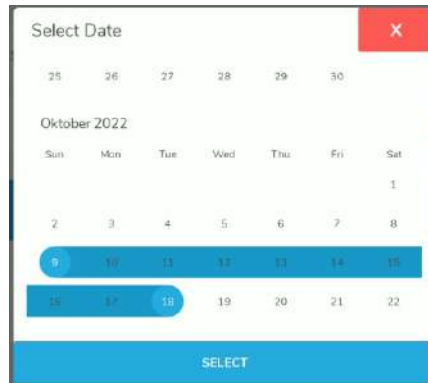 Select Date
X
25 26 27 28 29 30
Oktober 2022
Sun Mon Tue Wed Thu Fri Sat
1
2 3 4 5 6 7 8
9 10 11 12 13 14 15
16 17 18 19 20 21 22
SELECT